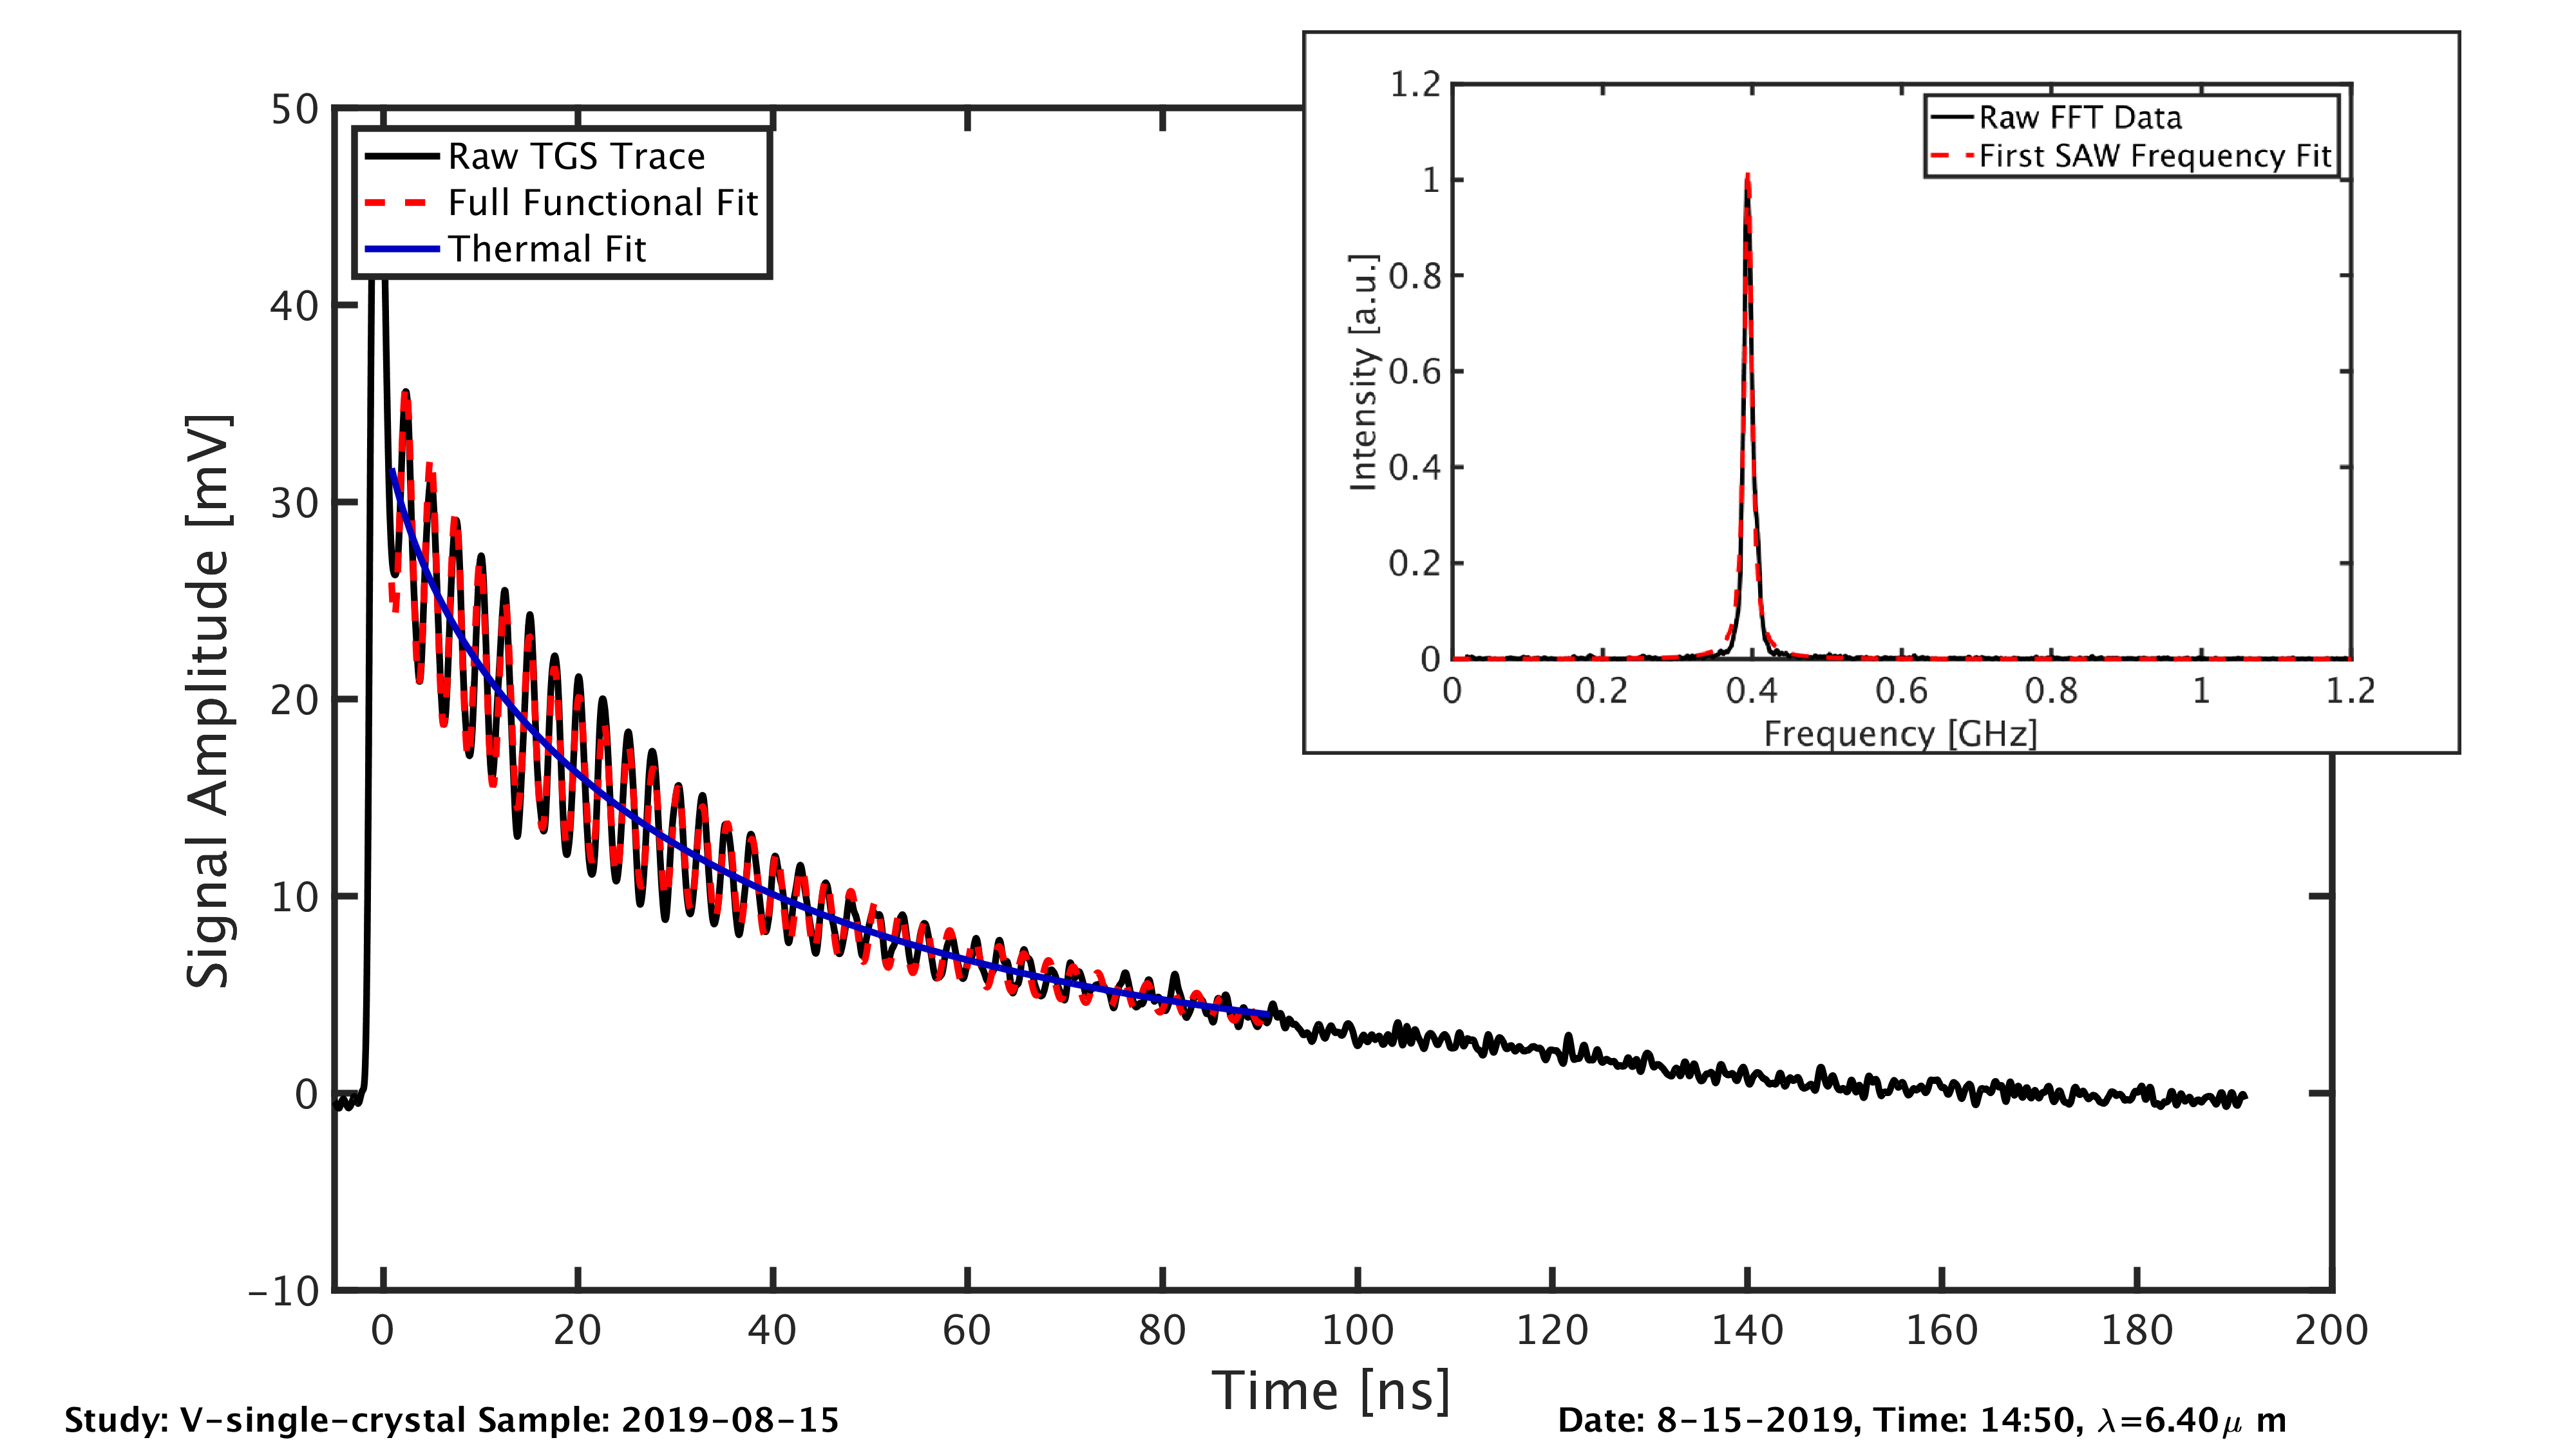 1.2
1
0.8
0.6
0.4
0.2
0
Intensity [a.u.]
Raw FFT Data
First SAW Frequency Fit
0 0.2 0.4 0.6 0.8 1 1.2
Frequency [GHz]
50
40
30
20
10
0
-10
Signal Amplitude [mV]
Raw TGS Trace
Full Functional Fit
Thermal Fit
0 20 40 60 80 100 120 140 160 180 200
Time [ns]
Study: V-single-crystal Sample: 2019-08-15
Date: 8-15-2019, Time: 14:50, λ=6.40μ m